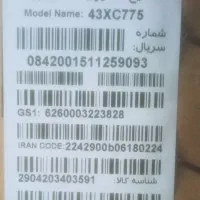 Model Name: 43XC775
شماره
سریال:
0842001511259093
GS1: 6260003223828
IRAN CODE: 2242900b06180224
2904203403591 شناسه کالا: